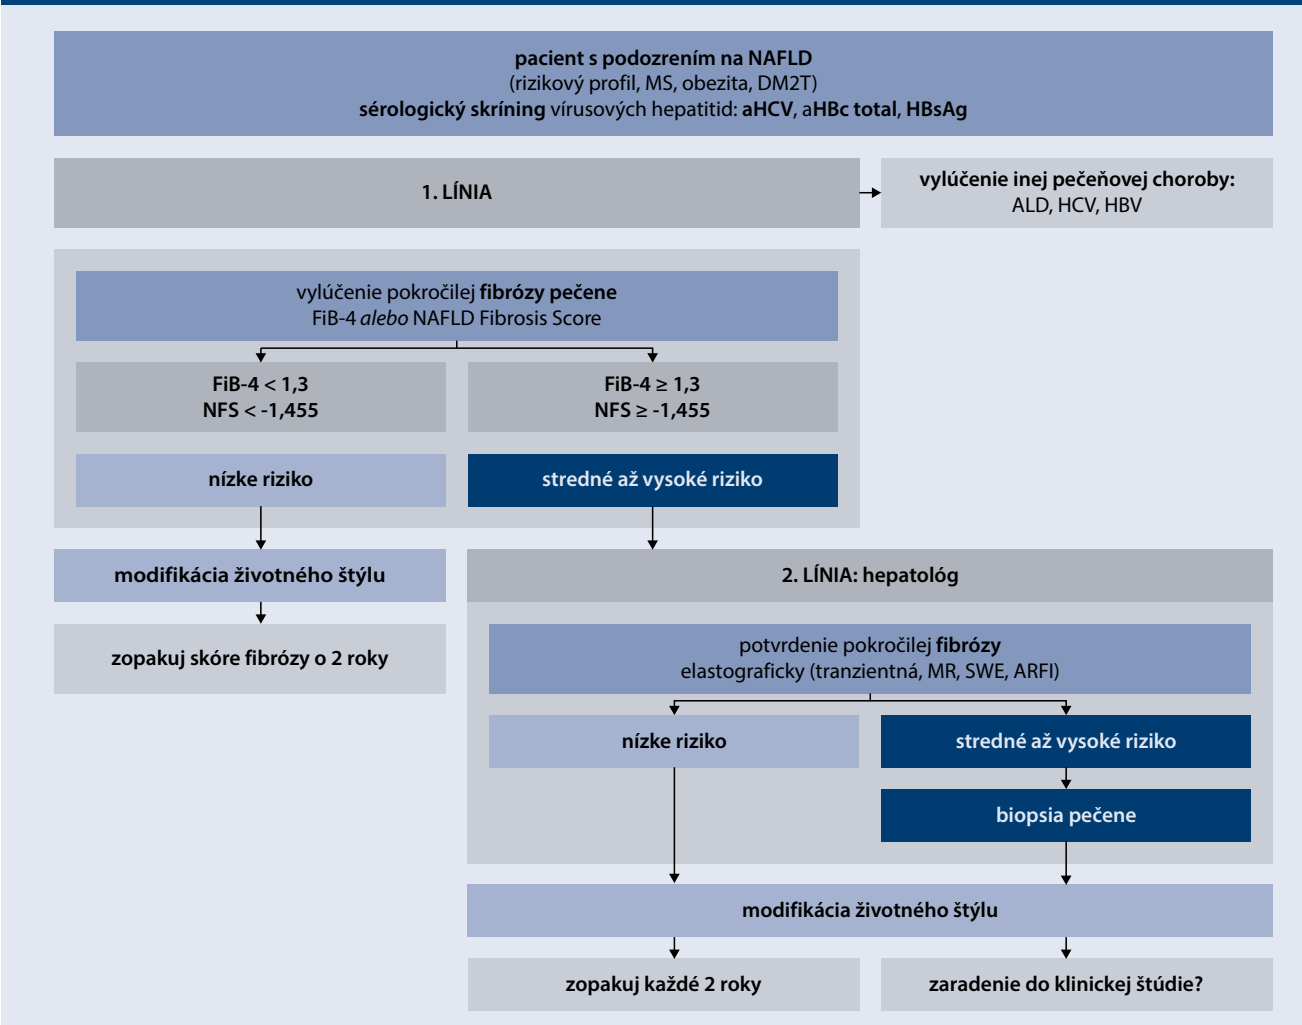 pacient s podozrením na NAFLD
(rizikový profil, MS, obezita, DM2T)
sérologický skríning vírusových hepatitid: aHCV, aHBc total, HBsAg
1. LÍNIA
vylúčenie inej pečeňovej choroby:
ALD, HCV, HBV
vylúčenie pokročilej fibrózy pečene
FiB-4 alebo NAFLD Fibrosis Score
FiB-4 < 1,3
NFS < -1,455
FiB-4 ≥ 1,3
NFS ≥ -1,455
nízke riziko
stredné až vysoké riziko
modifikácia životného štýlu
zopakuj skóre fibrózy o 2 roky
2. LÍNIA: hepatológ
potvrdenie pokročilej fibrózy
elastograficky (tranzientná, MR, SWE, ARFI)
nízke riziko
stredné až vysoké riziko
biopsia pečene
modifikácia životného štýlu
zopakuj každé 2 roky
zaradenie do klinickej štúdie?